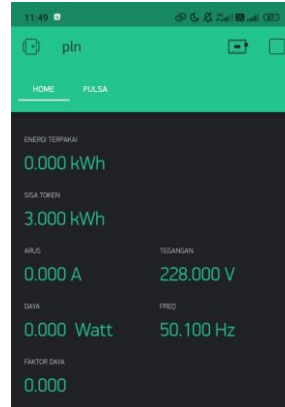 11:49
pln
HOME PULSA
ENERGI TERPAKAI
0.000 kWh
SISA TOKEN
3.000 kWh
ARUS TEGANGAN
0.000 A 228.000 V
DAYA FREQ
0.000 Watt 50.100 Hz
FAKTOR DAYA
0.000